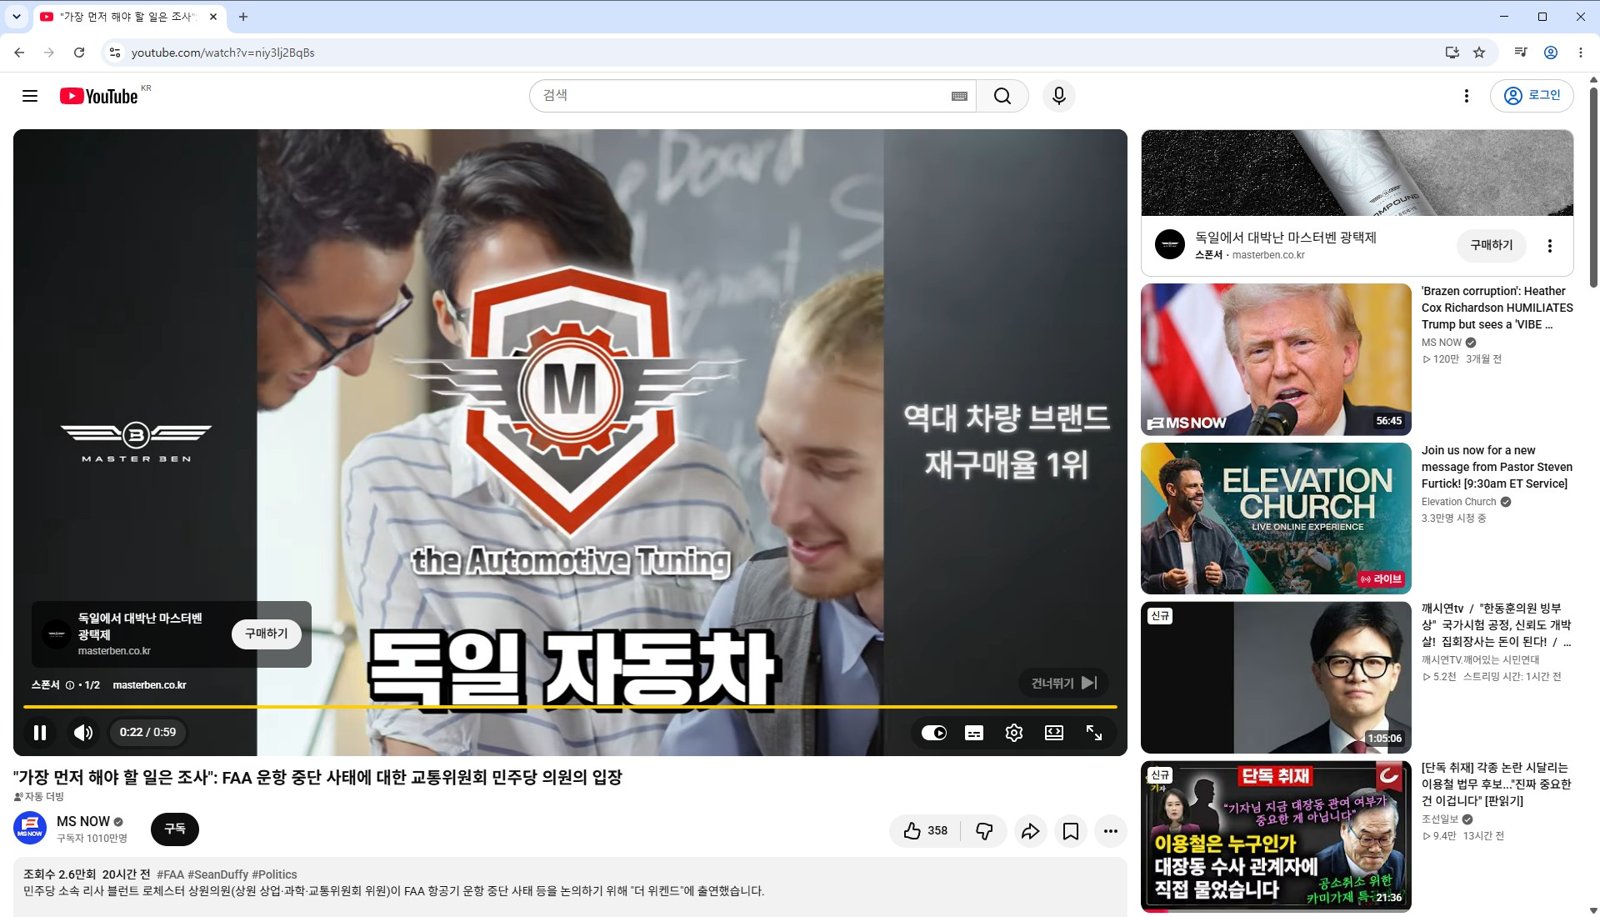 "가장 먼저 해야 할 일은 조사":
youtube.com/watch?v=niy3lj2BqBs
YouTube KR
검색
로그인
B
MASTER BEN
M
the Automotive Tuning
독일 자동차
역대 차량 브랜드
재구매율 1위
독일에서 대박난 마스터벤
광택제
masterben.co.kr
구매하기
스폰서 • 1/2 masterben.co.kr
건너뛰기
0:22 / 0:59
"가장 먼저 해야 할 일은 조사": FAA 운항 중단 사태에 대한 교통위원회 민주당 의원의 입장
자동 더빙
MS NOW
MS NOW
구독자 1010만명
구독
358
조회수 2.6만회 20시간 전 #FAA #SeanDuffy #Politics
민주당 소속 리사 블런트 로체스터 상원의원(상원 상업·과학·교통위원회 위원)이 FAA 항공기 운항 중단 사태 등을 논의하기 위해 "더 위켄드"에 출연했습니다.
COMPOUND
독일에서 대박난 마스터벤 광택제
스폰서 · masterben.co.kr
구매하기
MS NOW
56:45
'Brazen corruption': Heather
Cox Richardson HUMILIATES
Trump but sees a 'VIBE ...
MS NOW
120만 3개월 전
ELEVATION
CHURCH
LIVE ONLINE EXPERIENCE
라이브
Join us now for a new
message from Pastor Steven
Furtick! [9:30am ET Service]
Elevation Church
3.3만명 시청 중
신규
1:05:06
깨시연tv / "한동훈의원 빙부
상" 국가시험 공정, 신뢰도 개박
살! 집회장사는 돈이 된다! / ...
깨시연TV.깨어있는 시민연대
5.2천 스트리밍 시간: 1시간 전
신규
단독 취재
"기자님 지금 대장동 관여 여부가
중요한 게 아닙니다"
이용철은 누구인가
대장동 수사 관계자에
직접 물었습니다
공소취소 위한
카미가제 특
21:36
[단독 취재] 각종 논란 시달리는
이용철 법무 후보..."진짜 중요한
건 이겁니다" [판읽기]
조선일보
9.4만 13시간 전